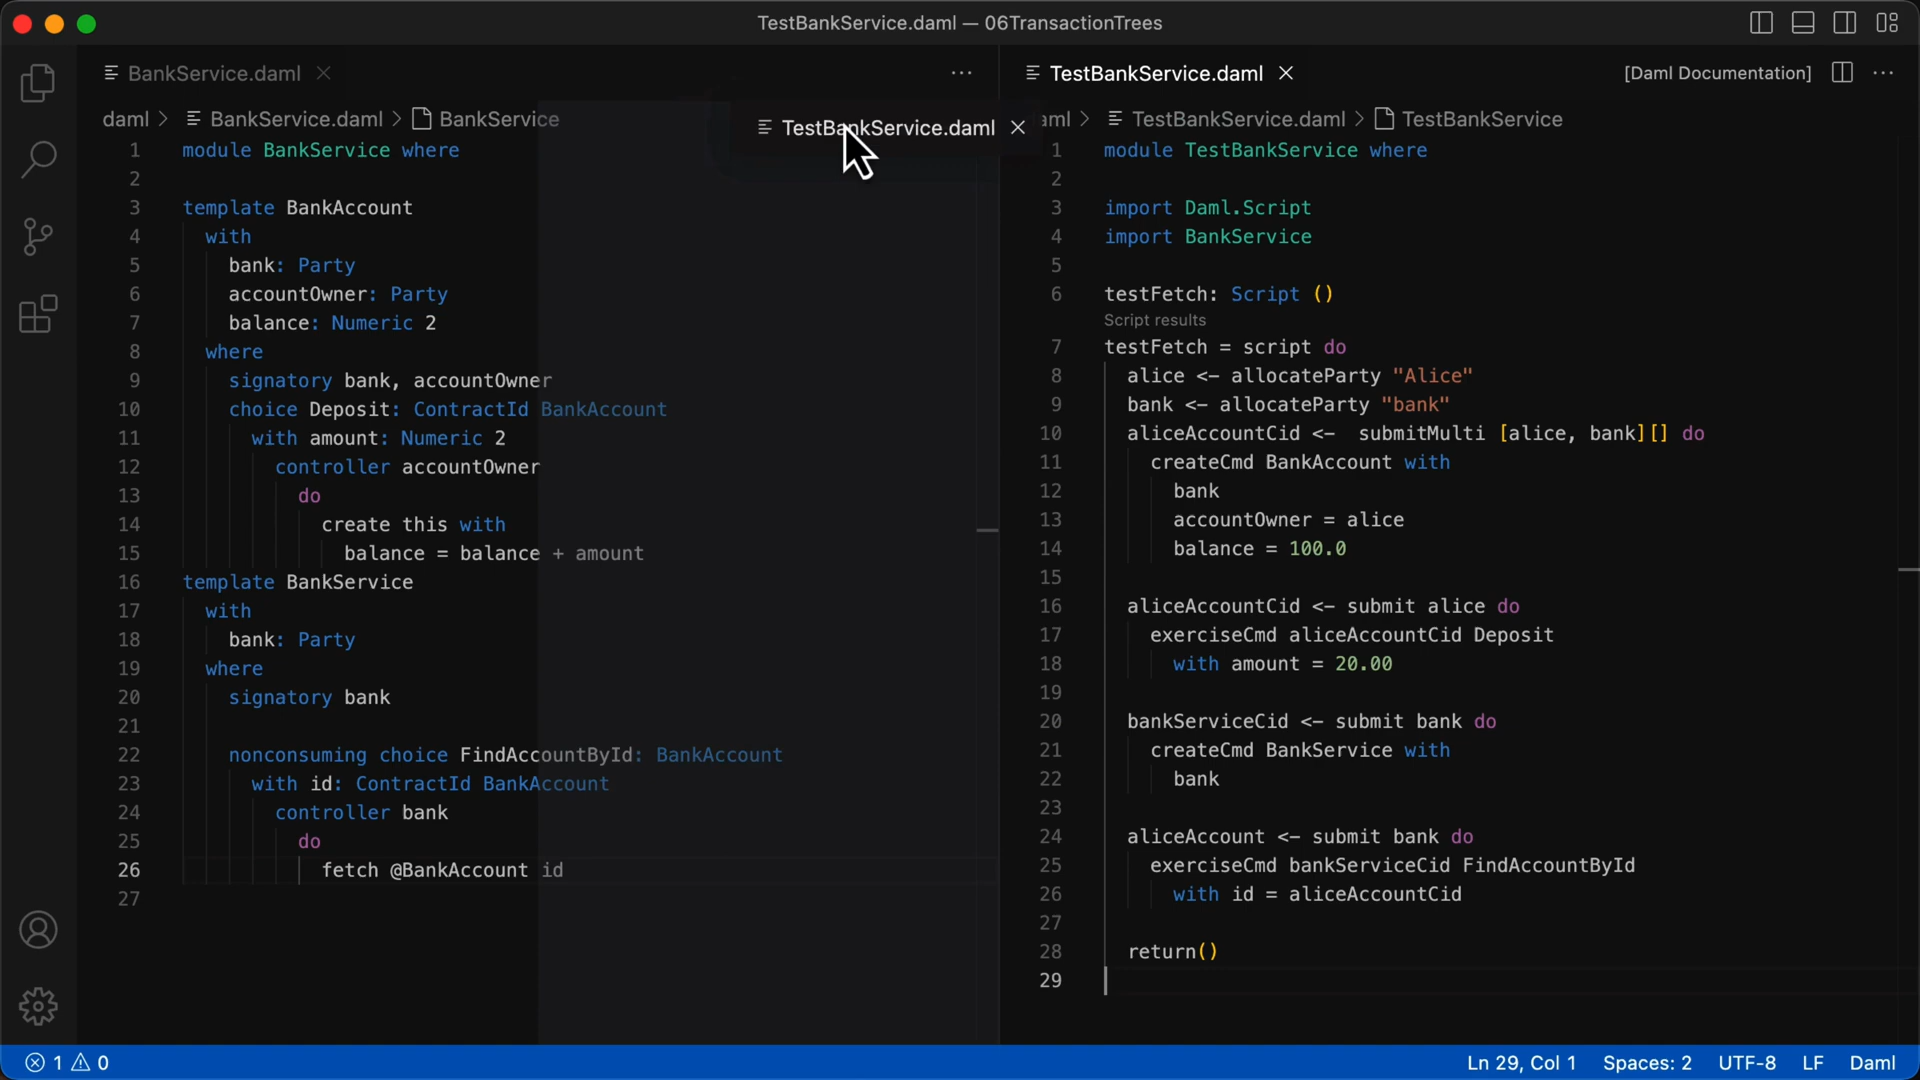 TestBankService.daml — 06TransactionTrees
BankService.daml
daml > BankService.daml > BankService
1 module BankService where
2
3 template BankAccount
4 with
5 bank: Party
6 accountOwner: Party
7 balance: Numeric 2
8 where
9 signatory bank, accountOwner
10 choice Deposit: ContractId BankAccount
11 with amount: Numeric 2
12 controller accountOwner
13 do
14 create this with
15 balance = balance + amount
16 template BankService
17 with
18 bank: Party
19 where
20 signatory bank
21
22 nonconsuming choice FindAccountById: BankAccount
23 with id: ContractId BankAccount
24 controller bank
25 do
26 fetch @BankAccount id
27
TestBankService.daml
TestBankService.daml
[Daml Documentation]
aml > TestBankService.daml > TestBankService
1 module TestBankService where
2
3 import Daml.Script
4 import BankService
5
6 testFetch: Script ()
Script results
7 testFetch = script do
8 alice <- allocateParty "Alice"
9 bank <- allocateParty "bank"
10 aliceAccountCid <-  submitMulti [alice, bank][] do
11 createCmd BankAccount with
12 bank
13 accountOwner = alice
14 balance = 100.0
15
16 aliceAccountCid <- submit alice do
17 exerciseCmd aliceAccountCid Deposit
18 with amount = 20.00
19
20 bankServiceCid <- submit bank do
21 createCmd BankService with
22 bank
23
24 aliceAccount <- submit bank do
25 exerciseCmd bankServiceCid FindAccountById
26 with id = aliceAccountCid
27
28 return()
29
1 0
Ln 29, Col 1 Spaces: 2 UTF-8 LF Daml